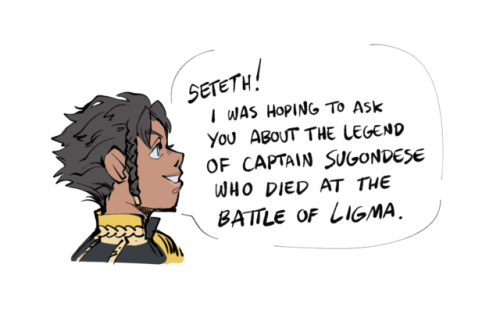 SETETH!
I WAS HOPING TO ASK
YOU ABOUT THE LEGEND
OF CAPTAIN SUGONDESE
WHO DIED AT THE
BATTLE OF LIGMA.